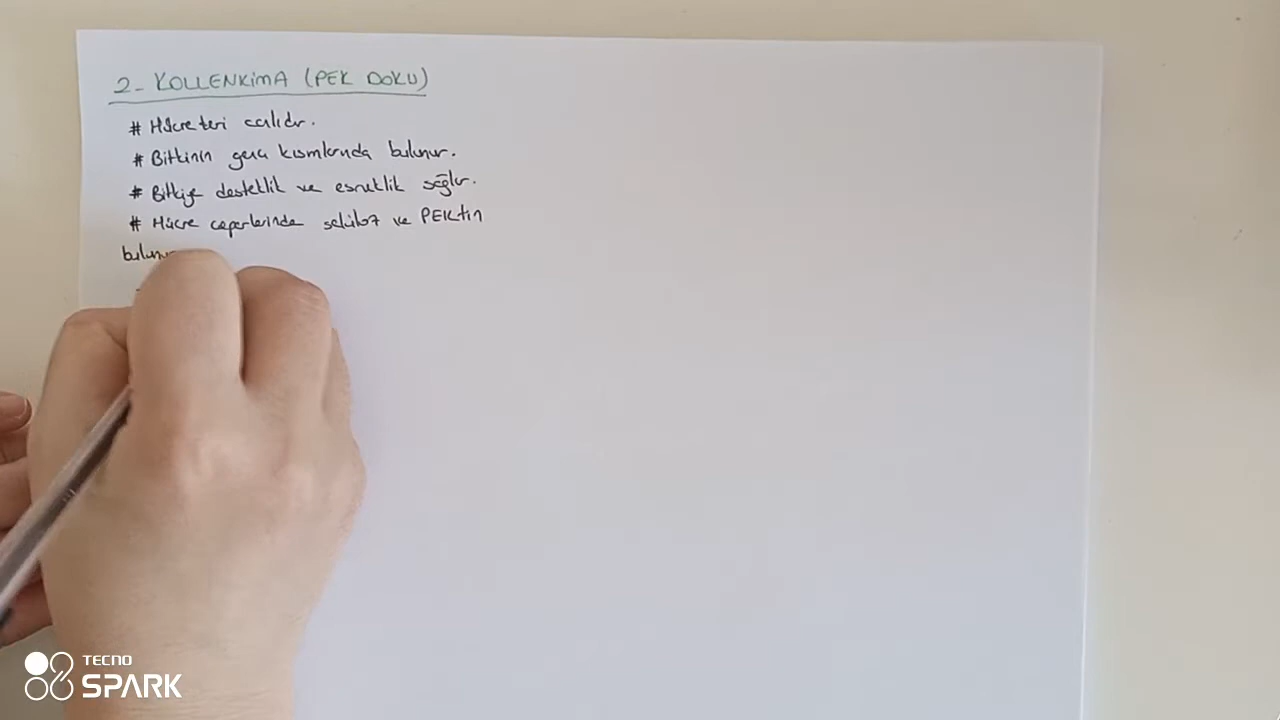 2- KOLLENKİMA (PEK DOKU)
# Hücreleri canlıdır.
# Bitkinin genç kısımlarında bulunur.
# Bitkiye desteklik ve esneklik sağlar.
# Hücre çeperlerinde selüloz ve PEKtin
TECNO
SPARK